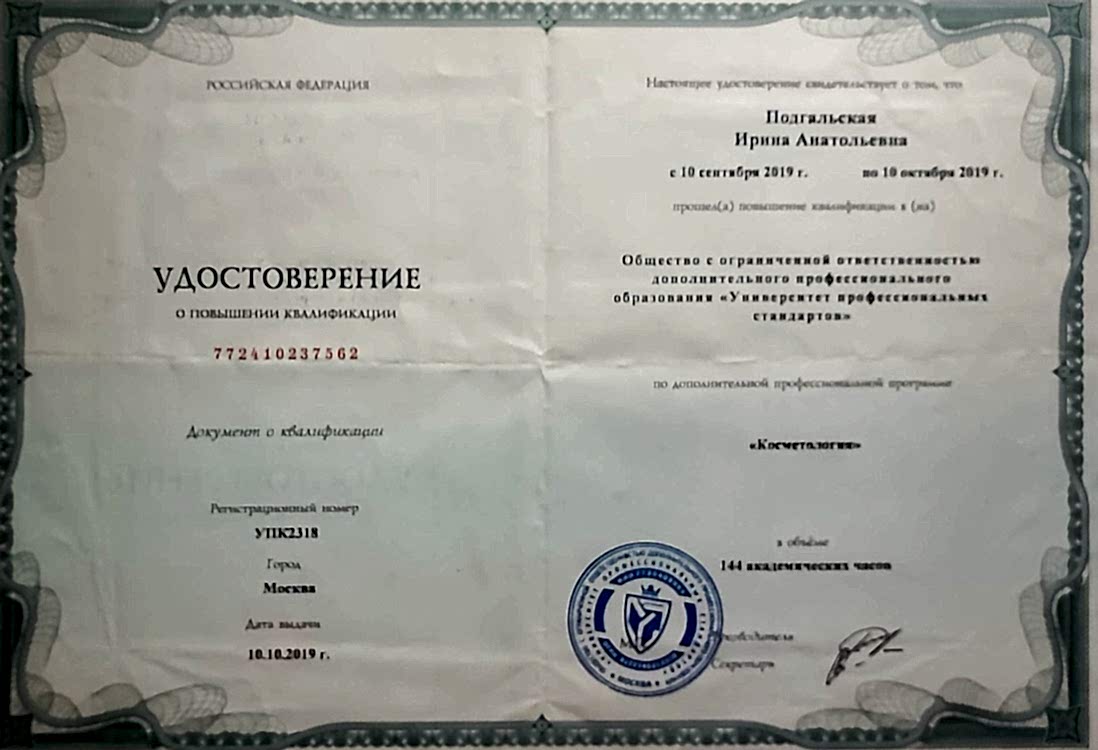 РОССИЙСКАЯ ФЕДЕРАЦИЯ
УДОСТОВЕРЕНИЕ
О ПОВЫШЕНИИ КВАЛИФИКАЦИИ
772410237562
Документ о квалификации
Регистрационный номер
УПК2318
Город
Москва
Дата выдачи
10.10.2019 г.
Настоящее удостоверение свидетельствует о том, что
Подгальская
Ирина Анатольевна
с 10 сентября 2019 г. по 10 октября 2019 г.
прошел(а) повышение квалификации в (на)
Общество с ограниченной ответственностью
дополнительного профессионального
образования «Университет профессиональных
стандартов»
по дополнительной профессиональной программе
«Косметология»
в объёме
144 академических часов
Руководитель
Секретарь
МОСКВА